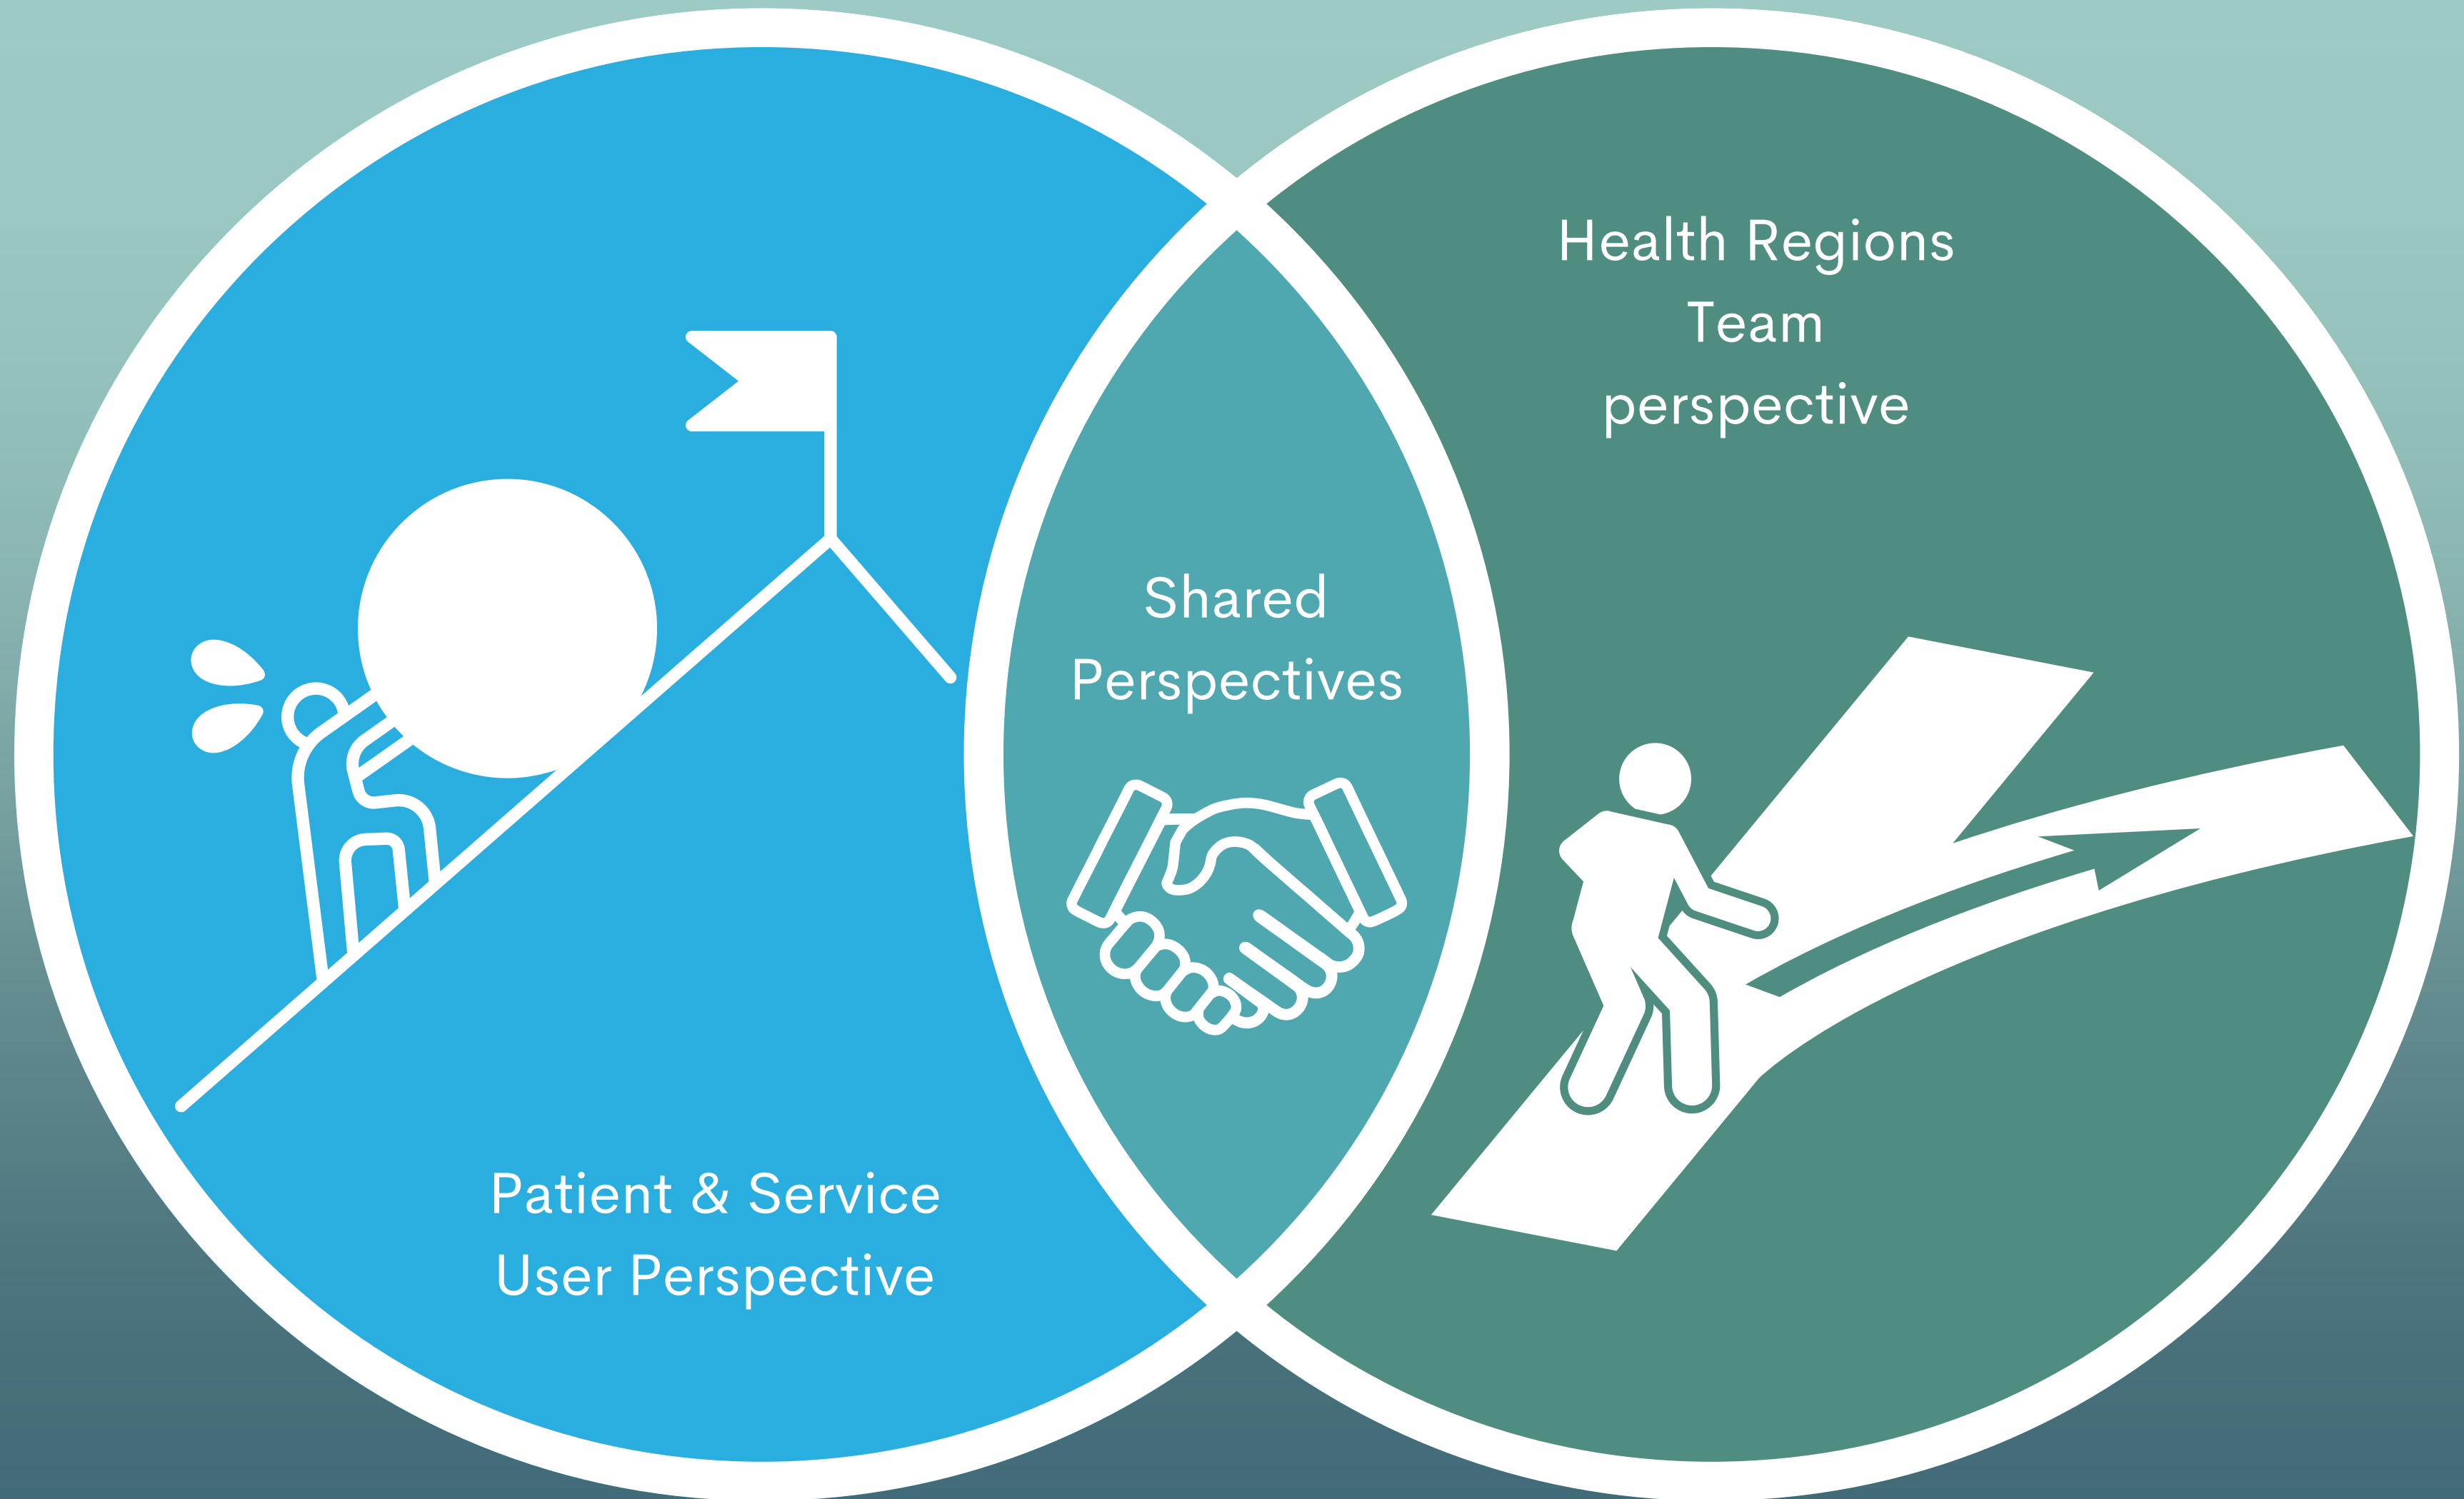 Patient & Service
User Perspective
Shared
Perspectives
Health Regions
Team
perspective